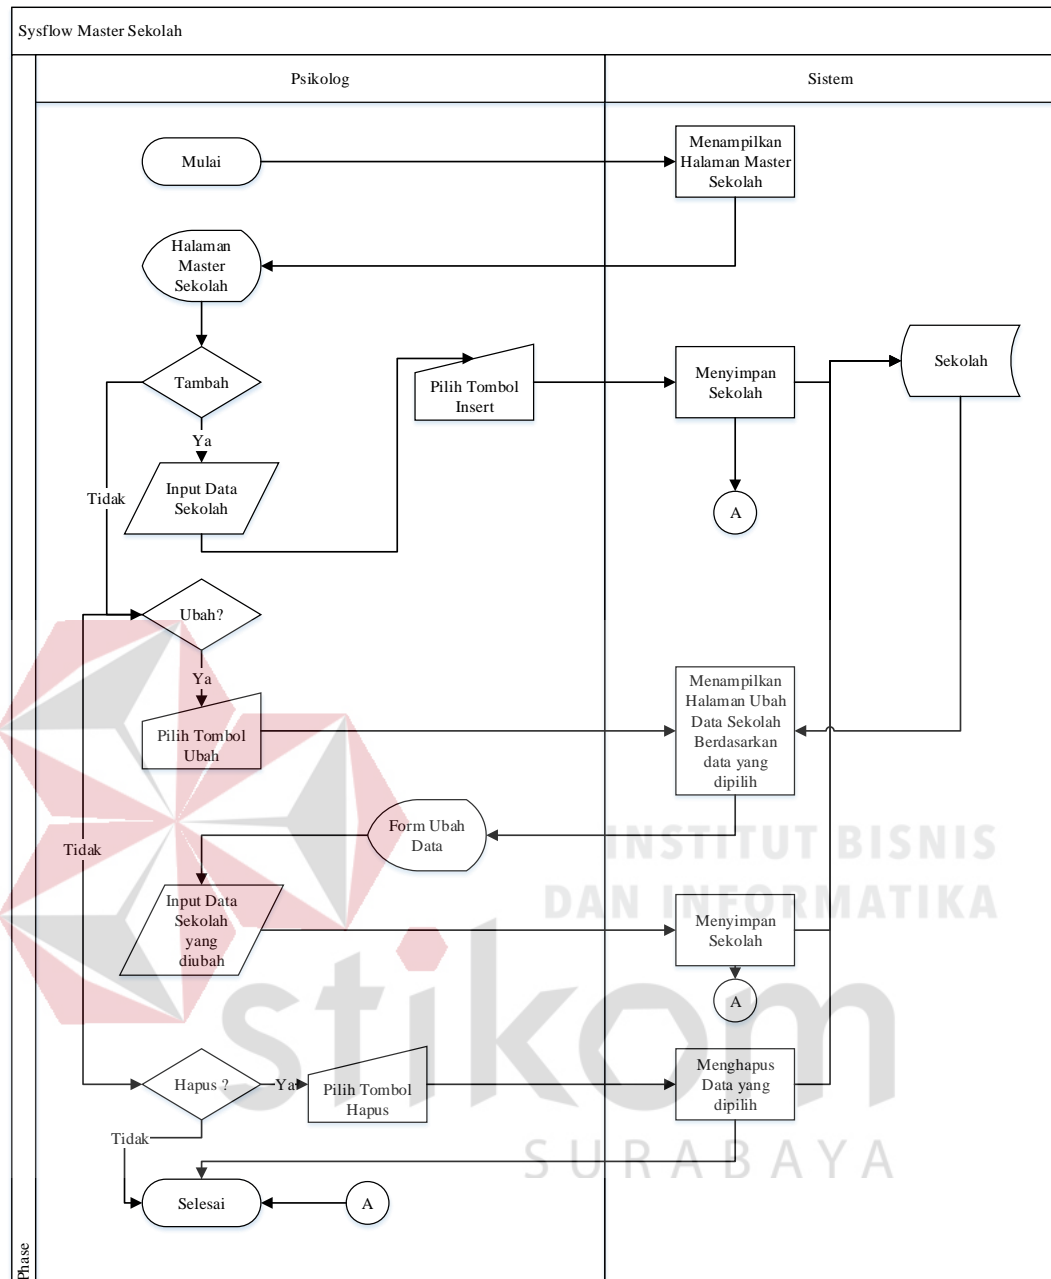 Sysflow Master Sekolah
Psikolog
Sistem
Mulai
Menampilkan
Halaman Master
Sekolah
Halaman
Master
Sekolah
Tambah
Pilih Tombol
Insert
Menyimpan
Sekolah
Sekolah
Ya
Input Data
Sekolah
Tidak
A
Ubah?
Ya
Pilih Tombol
Ubah
Menampilkan
Halaman Ubah
Data Sekolah
Berdasarkan
data yang
dipilih
Form Ubah
Data
Tidak
INSTITUT BISNIS
DAN INFORMATIKA
Input Data
Sekolah
yang
diubah
Menyimpan
Sekolah
A
stikom
Hapus ?
Ya
Pilih Tombol
Hapus
Menghapus
Data yang
dipilih
Tidak
SURABAYA
Selesai
A
Phase